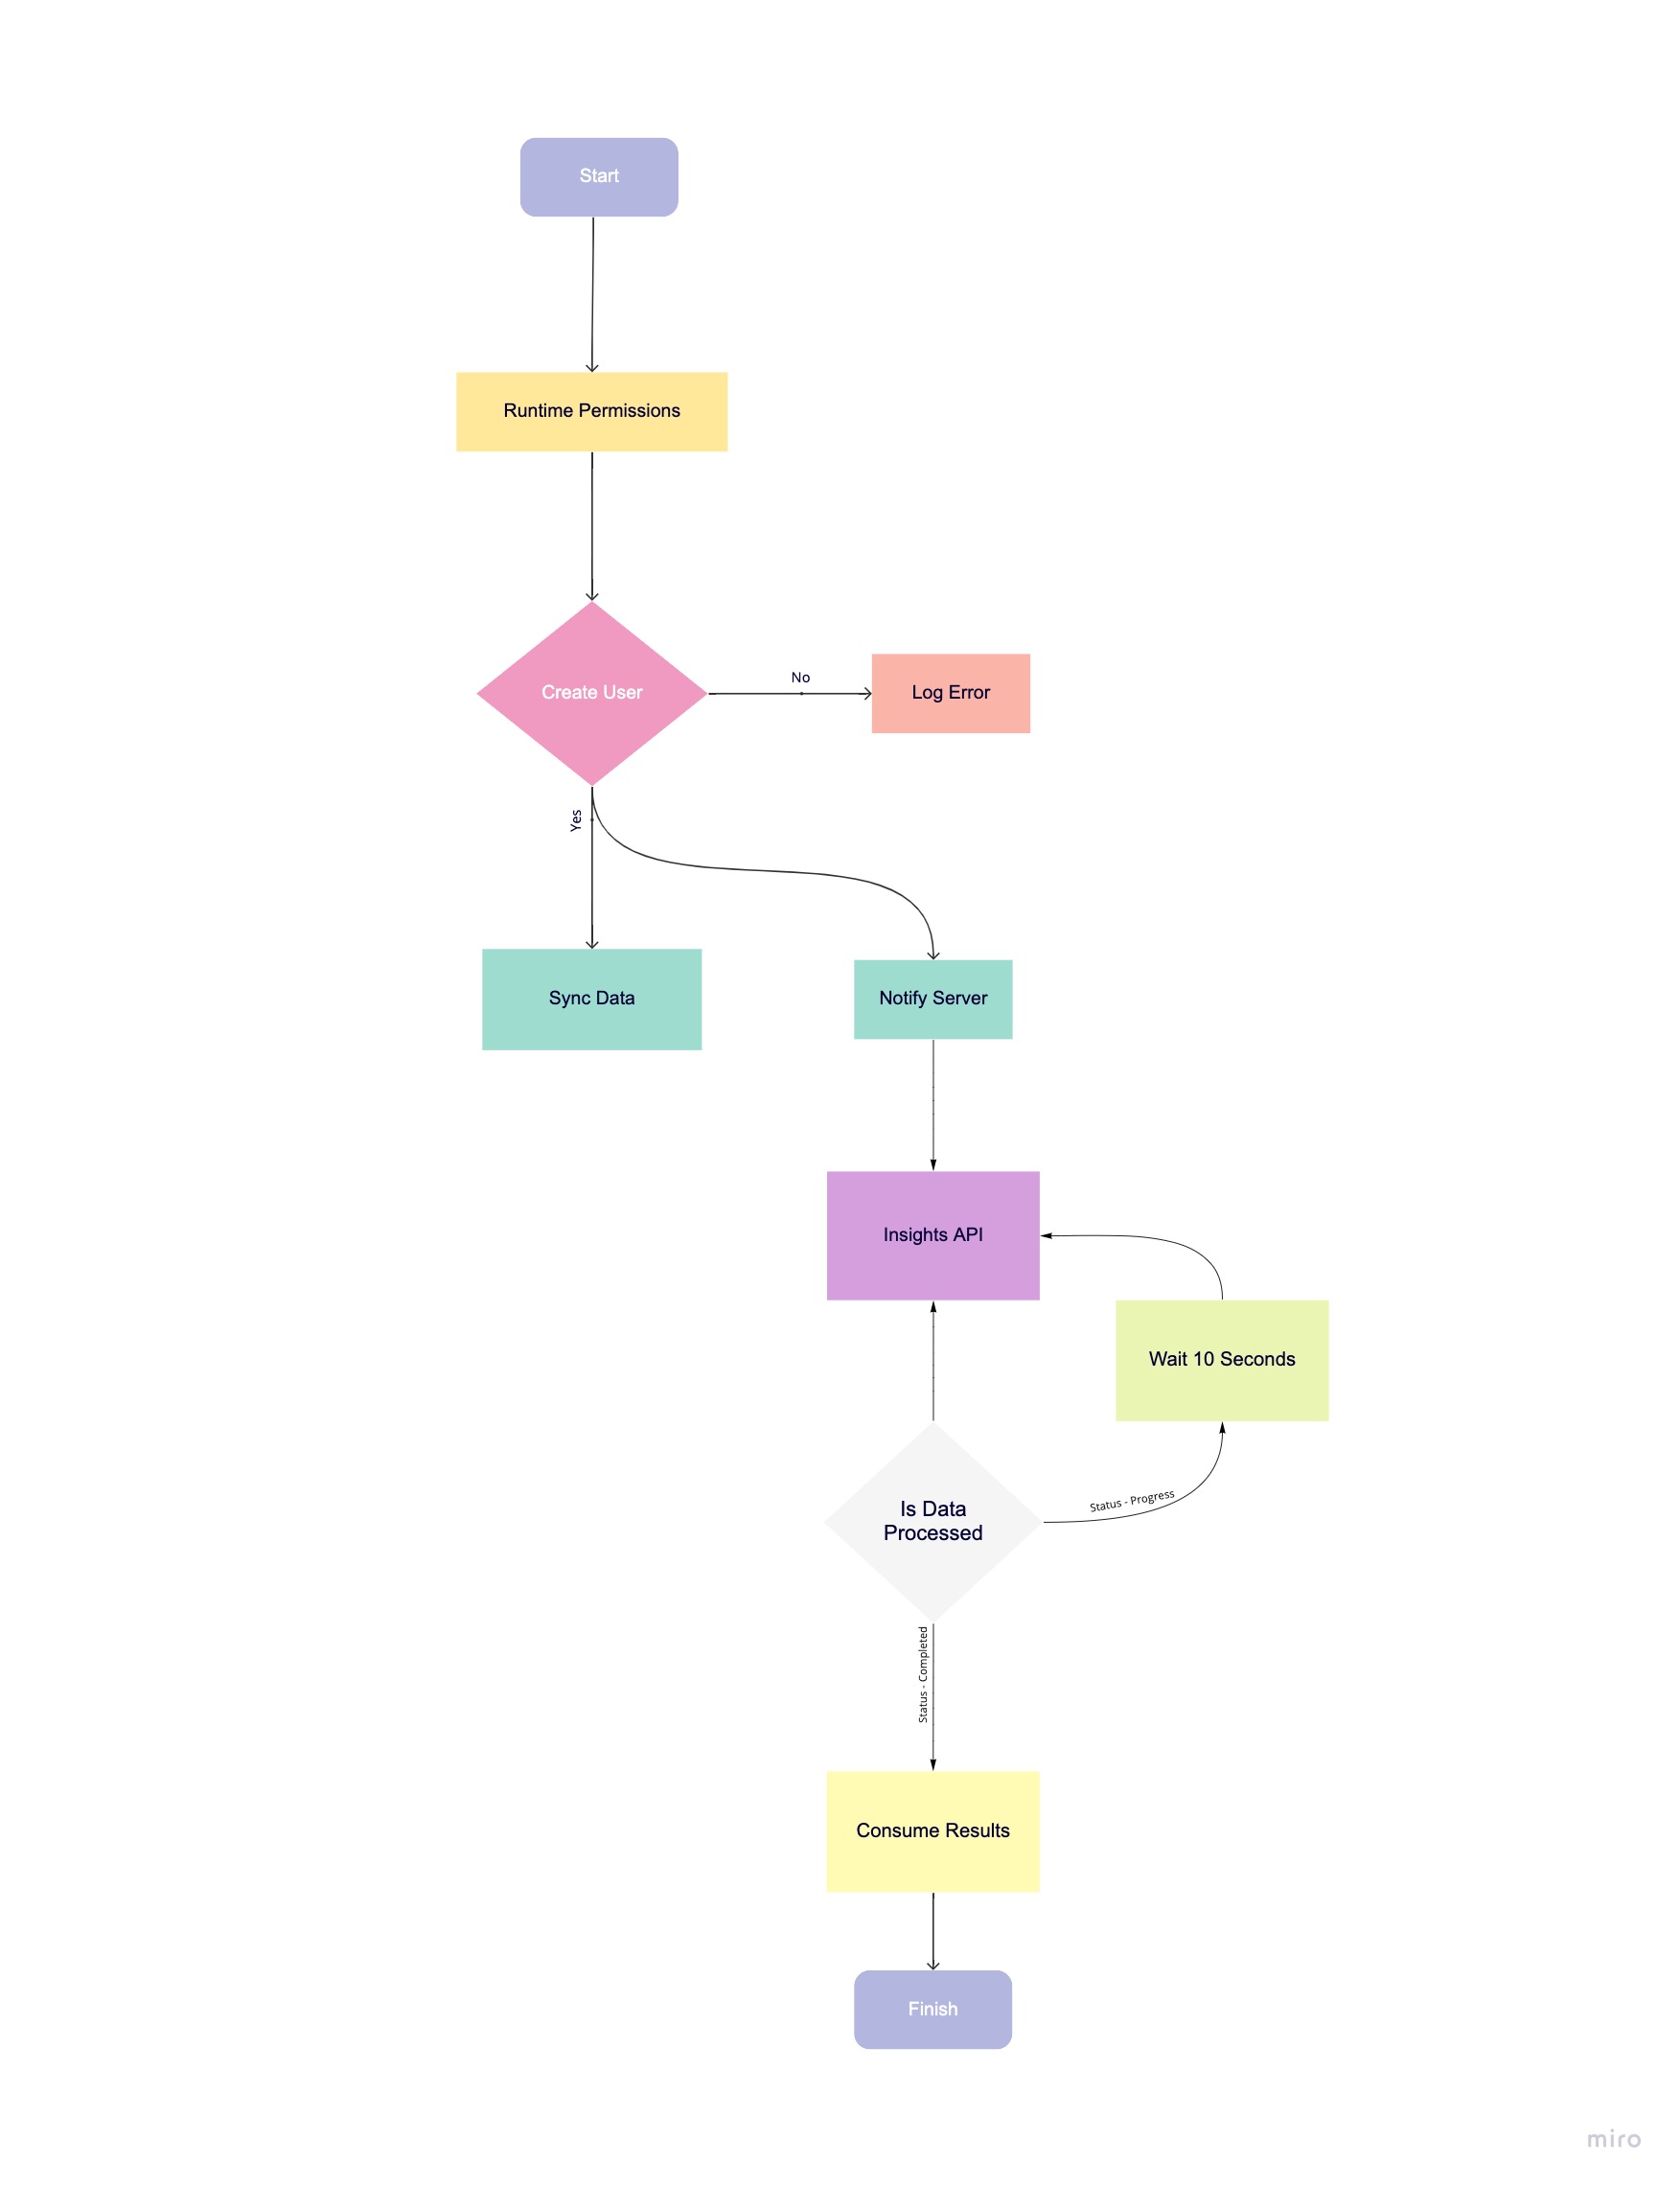 Start
Runtime Permissions
Create User
No
Log Error
Yes
Sync Data
Notify Server
Insights API
Wait 10 Seconds
Is Data
Processed
Status - Progress
Status - Completed
Consume Results
Finish
miro